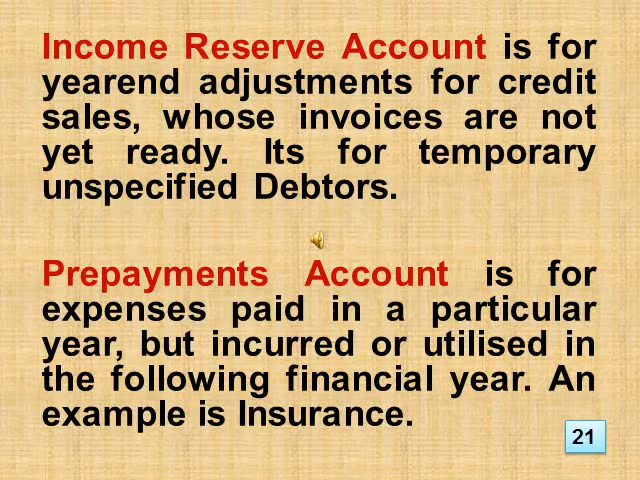 Income Reserve Account is for
yearend adjustments for credit
sales, whose invoices are not
yet ready. Its for temporary
unspecified Debtors.
Prepayments Account is for
expenses paid in a particular
year, but incurred or utilised in
the following financial year. An
example is Insurance.
21